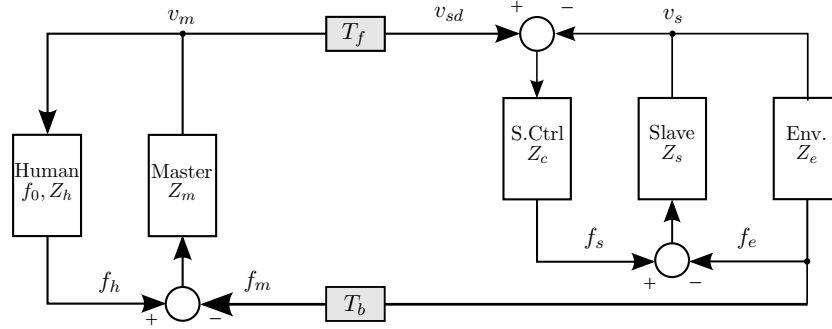 v_m
v_sd
v_s
T_f
+
−
Human
f_0, Z_h
Master
Z_m
S.Ctrl
Z_c
Slave
Z_s
Env.
Z_e
f_s
f_e
+
−
f_h
f_m
T_b
+
−